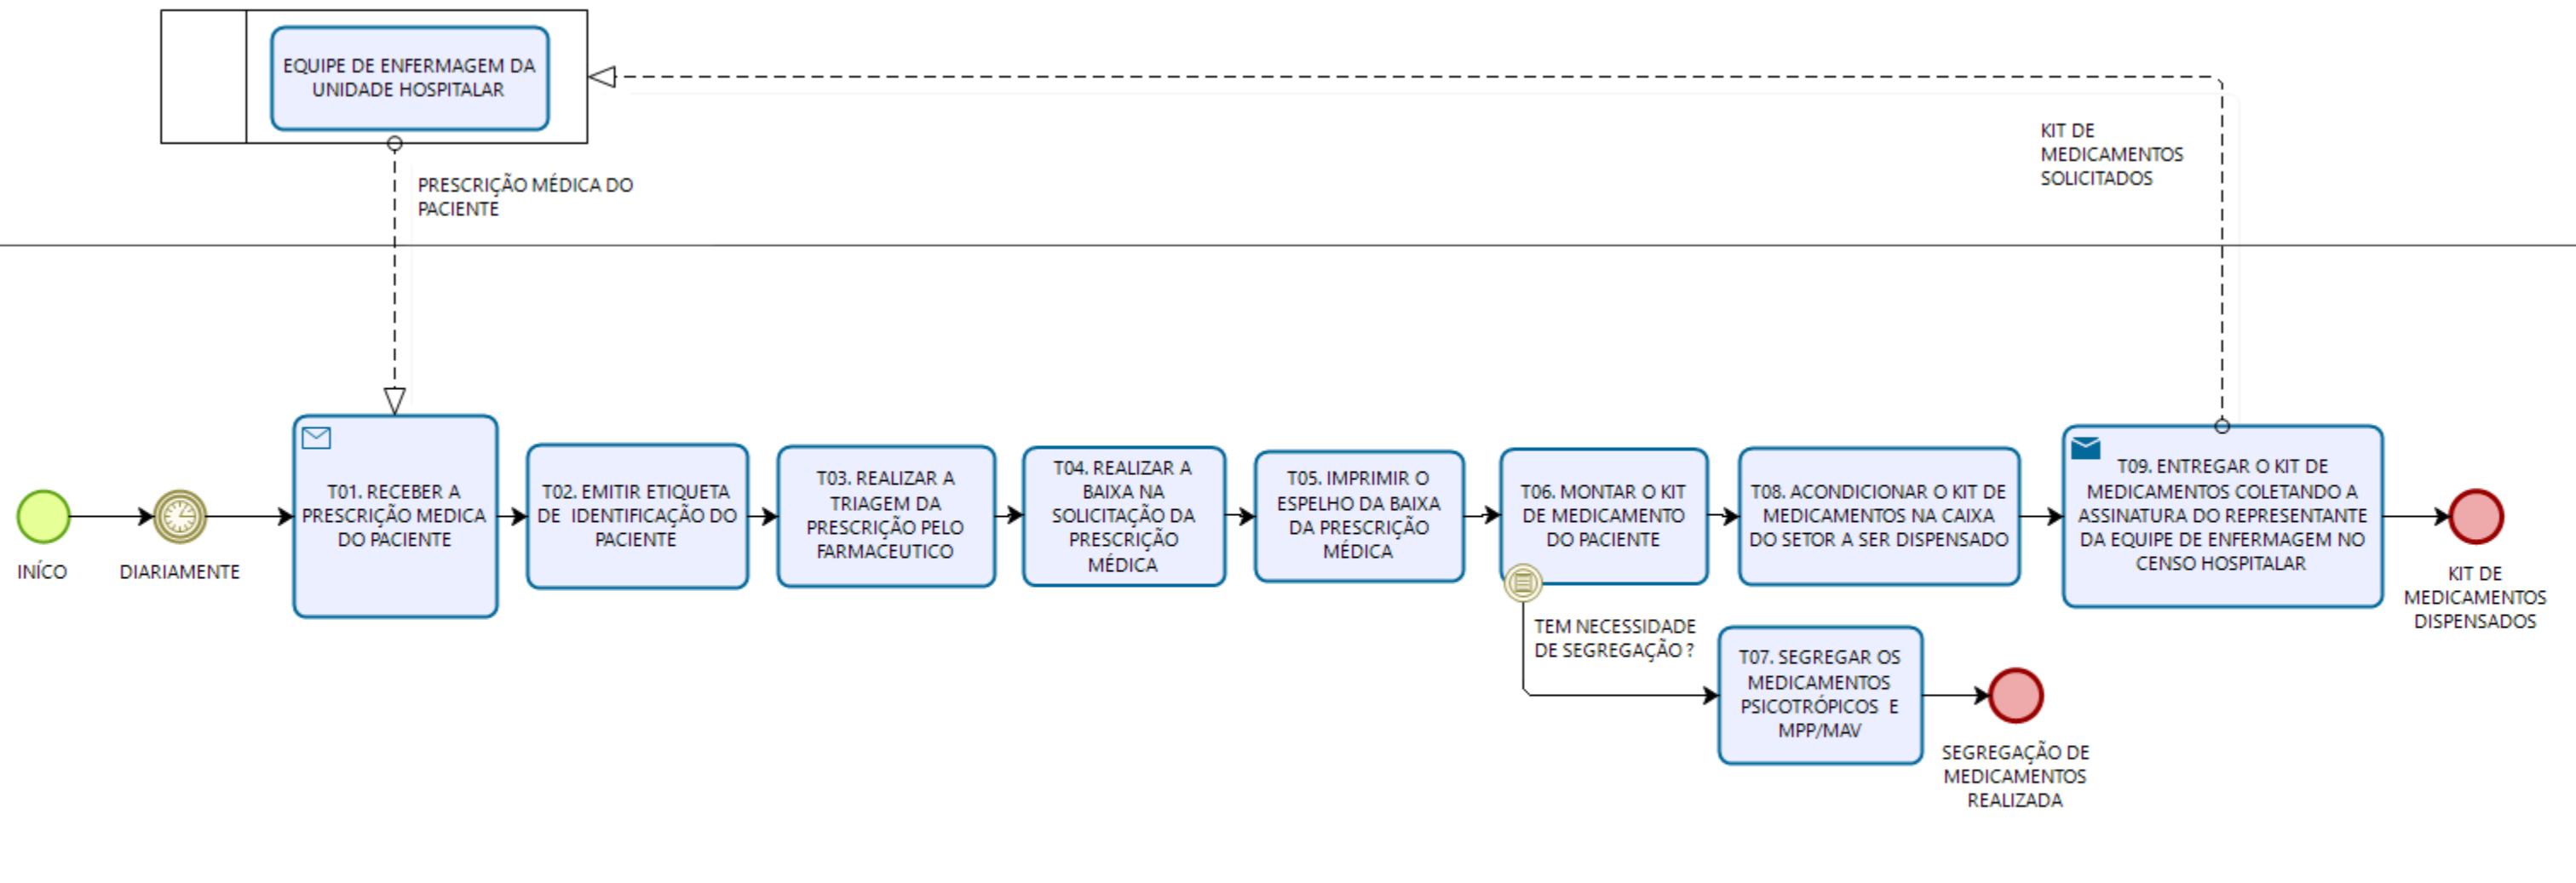 EQUIPE DE ENFERMAGEM DA
UNIDADE HOSPITALAR
PRESCRIÇÃO MÉDICA DO
PACIENTE
KIT DE
MEDICAMENTOS
SOLICITADOS
INÍCO
DIARIAMENTE
T01. RECEBER A
PRESCRIÇÃO MEDICA
DO PACIENTE
T02. EMITIR ETIQUETA
DE IDENTIFICAÇÃO DO
PACIENTE
T03. REALIZAR A
TRIAGEM DA
PRESCRIÇÃO PELO
FARMACEUTICO
T04. REALIZAR A
BAIXA NA
SOLICITAÇÃO DA
PRESCRIÇÃO
MÉDICA
T05. IMPRIMIR O
ESPELHO DA BAIXA
DA PRESCRIÇÃO
MÉDICA
T06. MONTAR O KIT
DE MEDICAMENTO
DO PACIENTE
TEM NECESSIDADE
DE SEGREGAÇÃO ?
T07. SEGREGAR OS
MEDICAMENTOS
PSICOTRÓPICOS E
MPP/MAV
SEGREGAÇÃO DE
MEDICAMENTOS
REALIZADA
T08. ACONDICIONAR O KIT DE
MEDICAMENTOS NA CAIXA
DO SETOR A SER DISPENSADO
T09. ENTREGAR O KIT DE
MEDICAMENTOS COLETANDO A
ASSINATURA DO REPRESENTANTE
DA EQUIPE DE ENFERMAGEM NO
CENSO HOSPITALAR
KIT DE
MEDICAMENTOS
DISPENSADOS